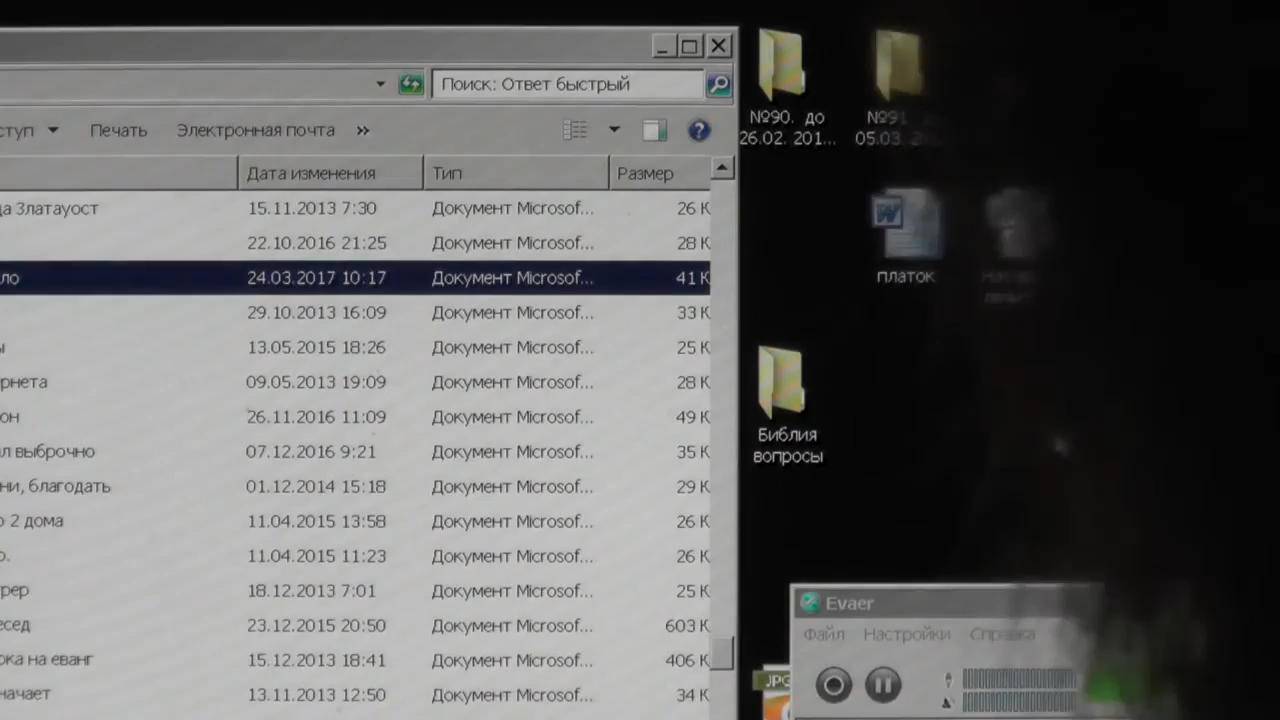 Поиск: Ответ быстрый
ступ Печать Электронная почта »
Дата изменения Тип Размер
да Златауост 15.11.2013 7:30 Документ Microsof... 26 К
22.10.2016 21:25 Документ Microsof... 28 К
ло 24.03.2017 10:17 Документ Microsof... 41 К
29.10.2013 16:09 Документ Microsof... 33 К
ы 13.05.2015 18:26 Документ Microsof... 25 К
рнета 09.05.2013 19:09 Документ Microsof... 28 К
он 26.11.2016 11:09 Документ Microsof... 49 К
л выброчно 07.12.2016 9:21 Документ Microsof... 35 К
ни, благодать 01.12.2014 15:18 Документ Microsof... 29 К
о 2 дома 11.04.2015 13:58 Документ Microsof... 26 К
о. 11.04.2015 11:23 Документ Microsof... 26 К
рер 18.12.2013 7:01 Документ Microsof... 25 К
есед 23.12.2015 20:50 Документ Microsof... 603 К
рка на еванг 15.12.2013 18:41 Документ Microsof... 406 К
начает 13.11.2013 12:50 Документ Microsof... 34 К
№90. до
26.02. 201...
№91. до
05.03. 20
платок
Библия
вопросы
Evaer
Файл Настройки Справка
JPG